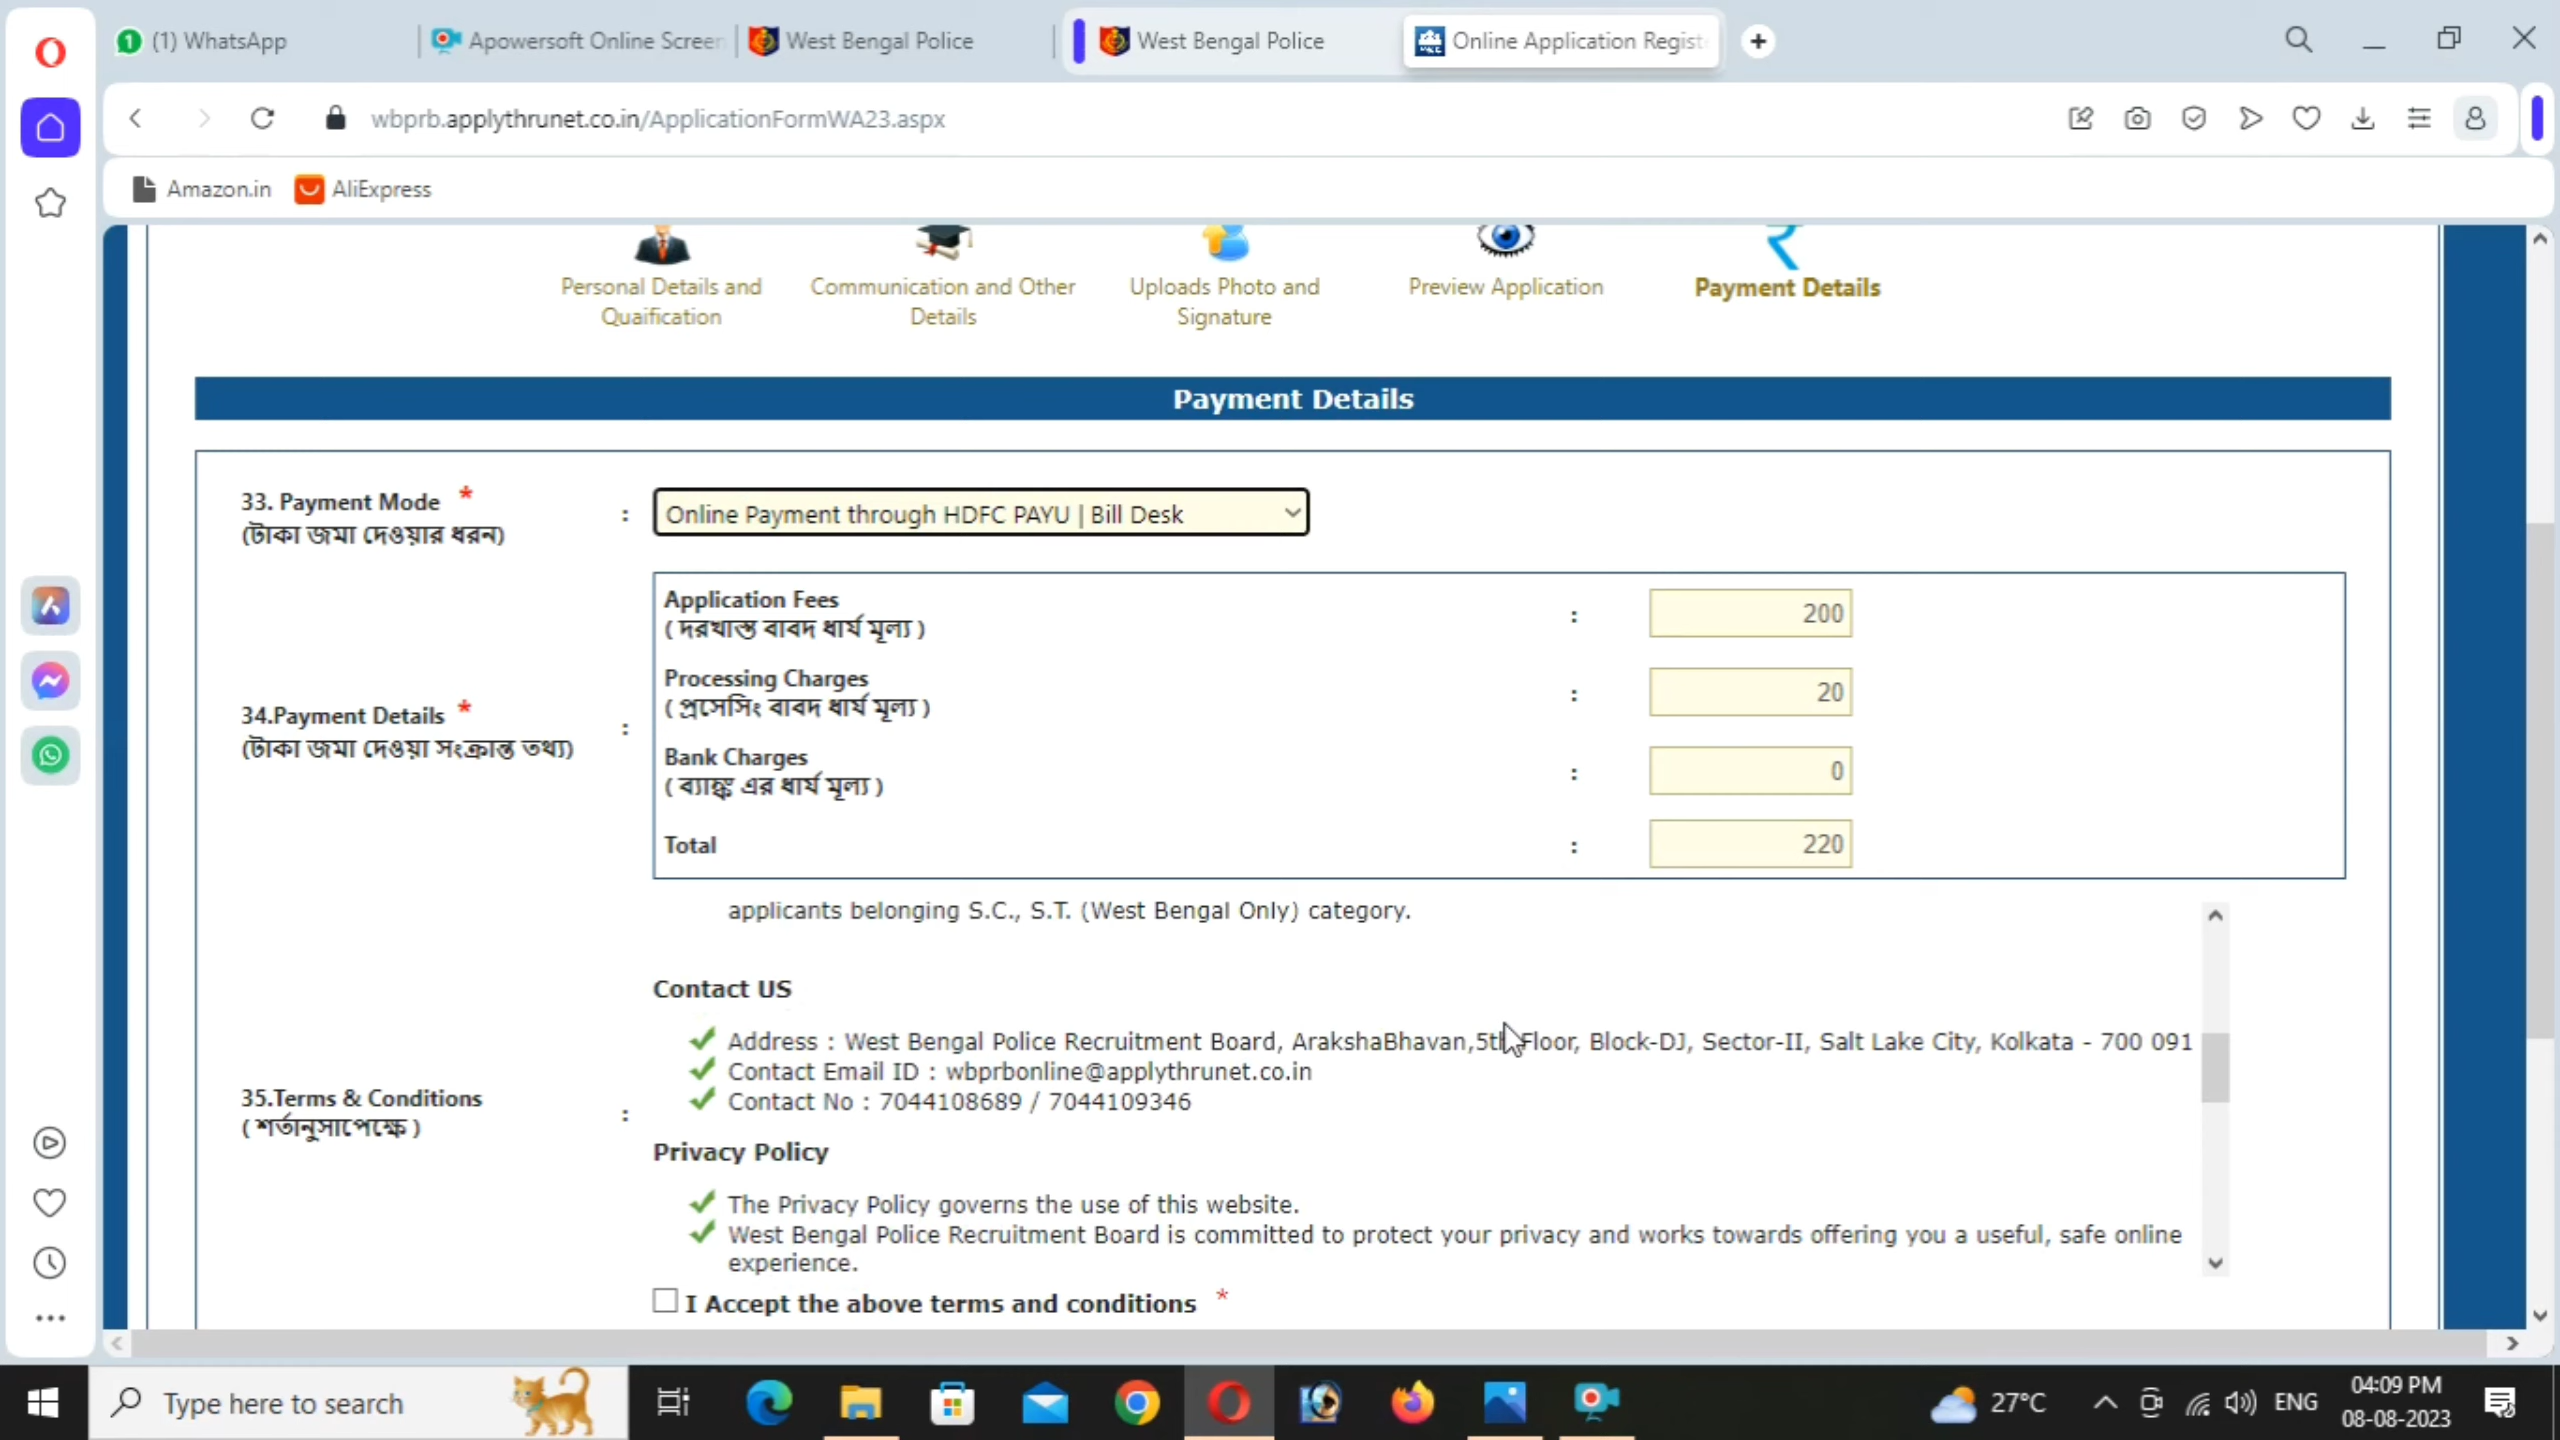 (1) WhatsApp
Apowersoft Online Screen
West Bengal Police
West Bengal Police
Online Application Registe
wbprb.applythrunet.co.in/ApplicationFormWA23.aspx
Amazon.in
AliExpress
Personal Details and
Quaification
Communication and Other
Details
Uploads Photo and
Signature
Preview Application
Payment Details
Payment Details
33. Payment Mode *
(টাকা জমা দেওয়ার ধরন)
:
Online Payment through HDFC PAYU | Bill Desk
34.Payment Details *
(টাকা জমা দেওয়া সংক্রান্ত তথ্য)
:
Application Fees
( দরখাস্ত বাবদ ধার্য মূল্য )
: 200
Processing Charges
( প্রসেসিং বাবদ ধার্য মূল্য )
: 20
Bank Charges
( ব্যাঙ্ক এর ধার্য মূল্য )
: 0
Total : 220
35.Terms & Conditions
( শর্তানুসাপেক্ষে )
:
applicants belonging S.C., S.T. (West Bengal Only) category.
Contact US
Address : West Bengal Police Recruitment Board, ArakshaBhavan,5th Floor, Block-DJ, Sector-II, Salt Lake City, Kolkata - 700 091
Contact Email ID : wbprbonline@applythrunet.co.in
Contact No : 7044108689 / 7044109346
Privacy Policy
The Privacy Policy governs the use of this website.
West Bengal Police Recruitment Board is committed to protect your privacy and works towards offering you a useful, safe online
experience.
I Accept the above terms and conditions *
Type here to search
27°C
ENG
04:09 PM
08-08-2023